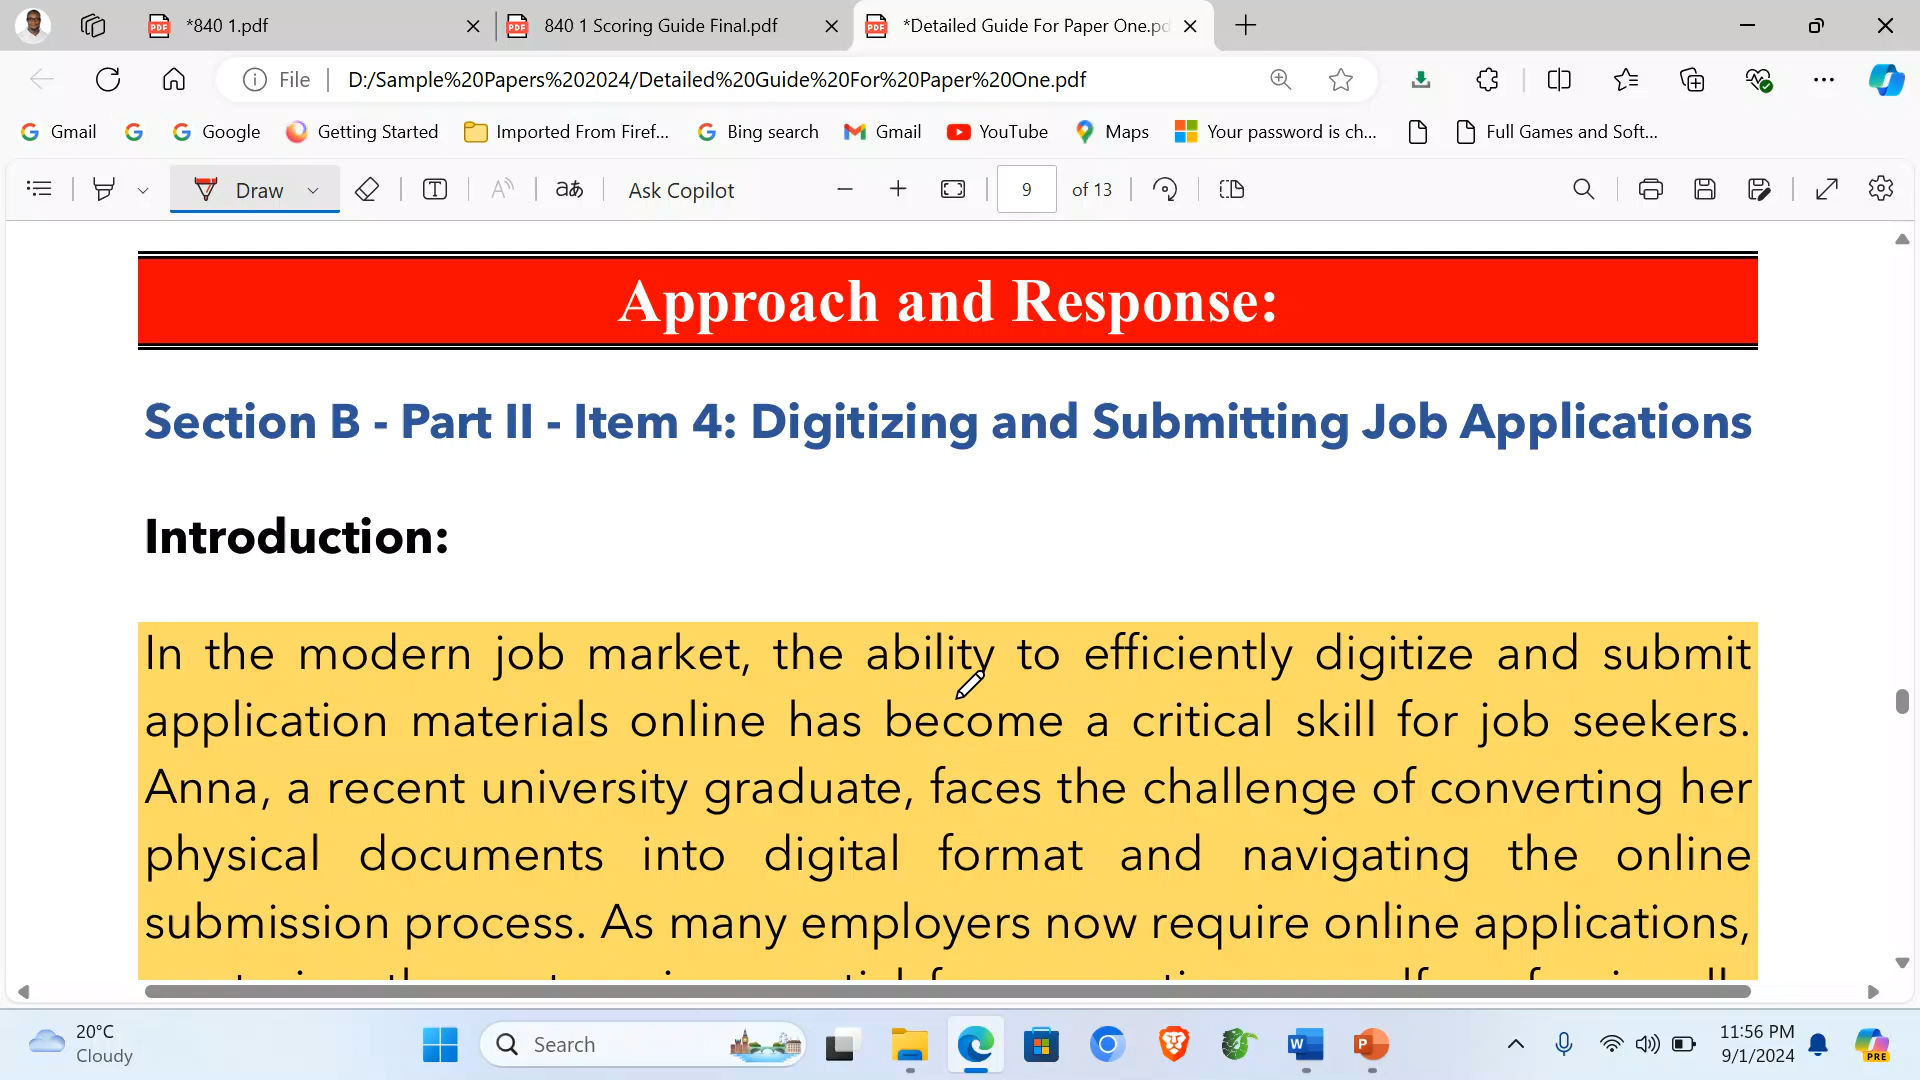 *840 1.pdf
840 1 Scoring Guide Final.pdf
*Detailed Guide For Paper One.pd
File
D:/Sample%20Papers%202024/Detailed%20Guide%20For%20Paper%20One.pdf
Gmail
Google
Getting Started
Imported From Firef...
Bing search
Gmail
YouTube
Maps
Your password is ch...
Full Games and Soft...
Draw
Ask Copilot
9
of 13
Approach and Response:
Section B - Part II - Item 4: Digitizing and Submitting Job Applications
Introduction:
In the modern job market, the ability to efficiently digitize and submit
application materials online has become a critical skill for job seekers.
Anna, a recent university graduate, faces the challenge of converting her
physical documents into digital format and navigating the online
submission process. As many employers now require online applications,
20°C
Cloudy
Search
11:56 PM
9/1/2024